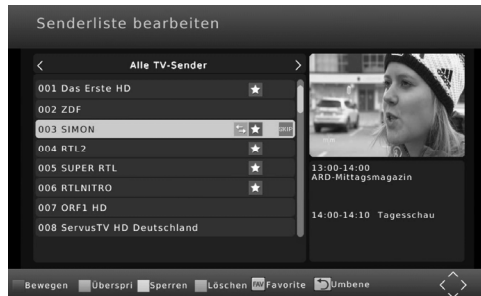 Senderliste bearbeiten
Alle TV-Sender
001 Das Erste HD
002 ZDF
003 SIMON SKIP
004 RTL2
005 SUPER RTL
006 RTLNITRO
007 ORF1 HD
008 ServusTV HD Deutschland
13:00-14:00
ARD-Mittagsmagazin
14:00-14:10 Tagesschau
Bewegen Überspri Sperren Löschen FAV Favorite Umbene